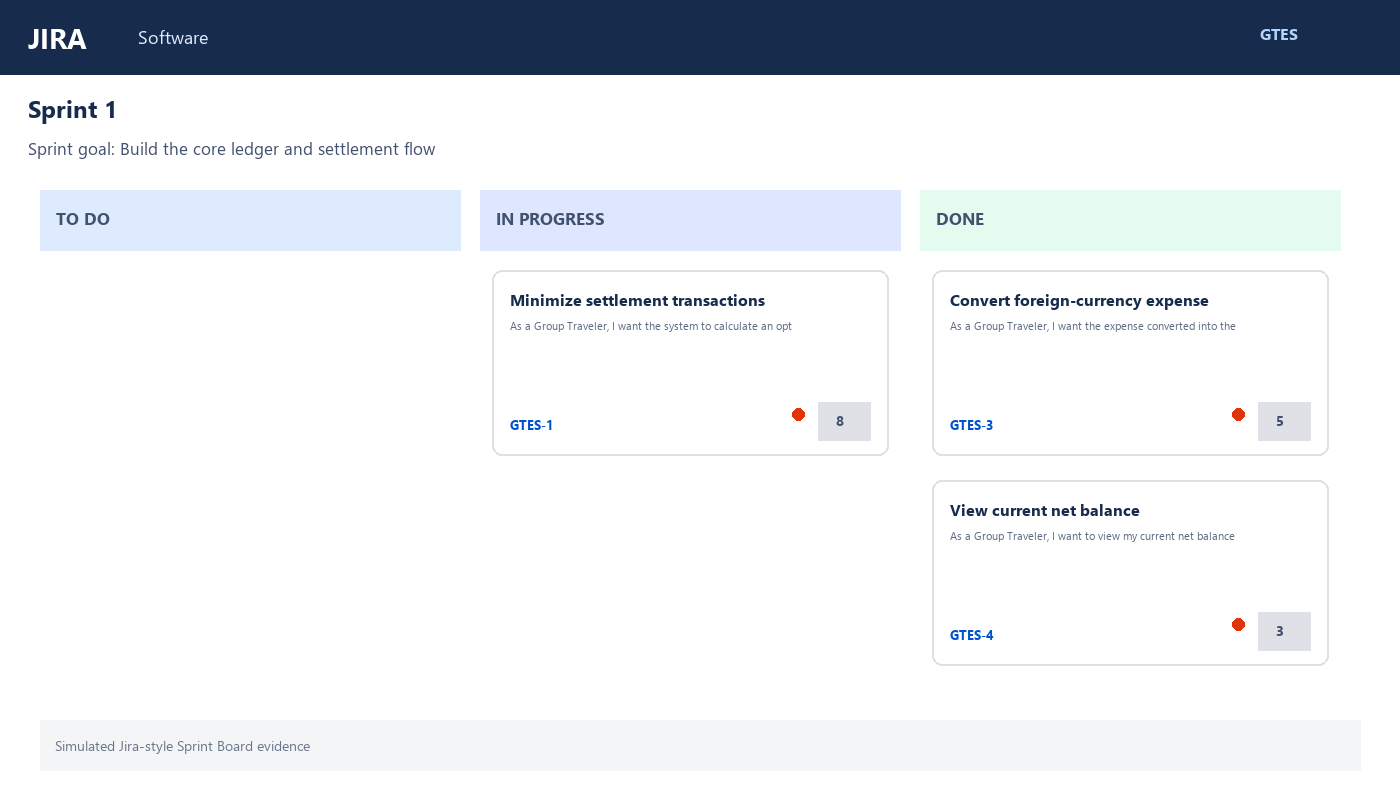 JIRA Software GTES
Sprint 1
Sprint goal: Build the core ledger and settlement flow
TO DO
IN PROGRESS
Minimize settlement transactions
As a Group Traveler, I want the system to calculate an opt
GTES-1 8
DONE
Convert foreign-currency expense
As a Group Traveler, I want the expense converted into the
GTES-3 5
View current net balance
As a Group Traveler, I want to view my current net balance
GTES-4 3
Simulated Jira-style Sprint Board evidence